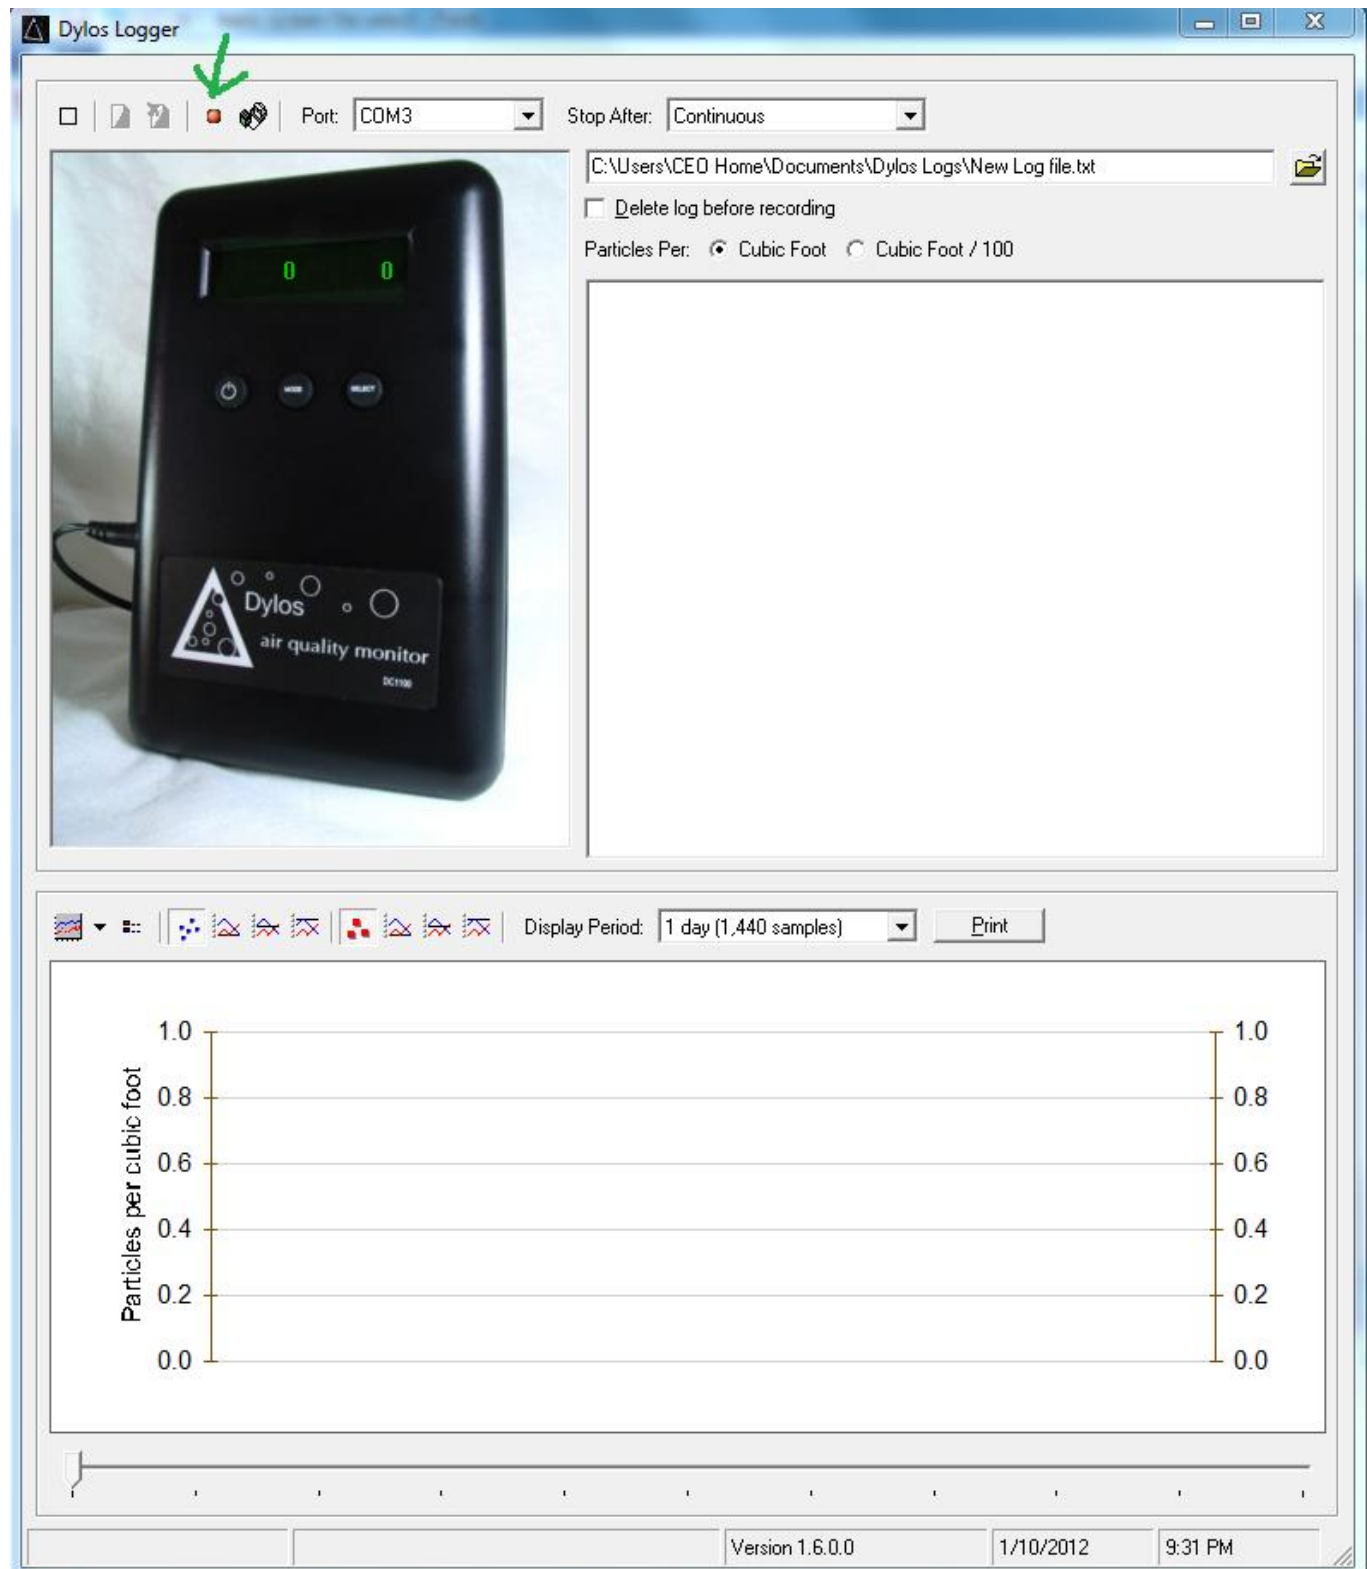 Dylos Logger
Port: COM3 Stop After: Continuous
C:\Users\CEO Home\Documents\Dylos Logs\New Log file.txt
Delete log before recording
Particles Per: Cubic Foot Cubic Foot / 100
0 0
MODE SELECT
Dylos
air quality monitor
DC1100
Display Period: 1 day (1,440 samples) Print
Particles per cubic foot
1.0 1.0
0.8 0.8
0.6 0.6
0.4 0.4
0.2 0.2
0.0 0.0
Version 1.6.0.0 1/10/2012 9:31 PM